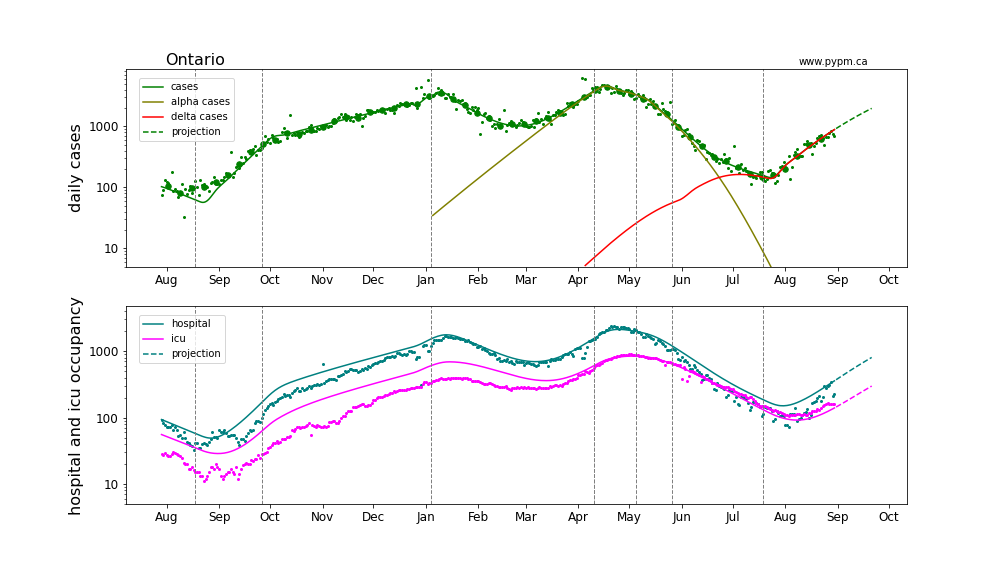 Ontario
www.pypm.ca
daily cases
1000
100
10
cases
alpha cases
delta cases
projection
Aug Sep Oct Nov Dec Jan Feb Mar Apr May Jun Jul Aug Sep Oct
hospital and icu occupancy
1000
100
10
hospital
icu
projection
Aug Sep Oct Nov Dec Jan Feb Mar Apr May Jun Jul Aug Sep Oct